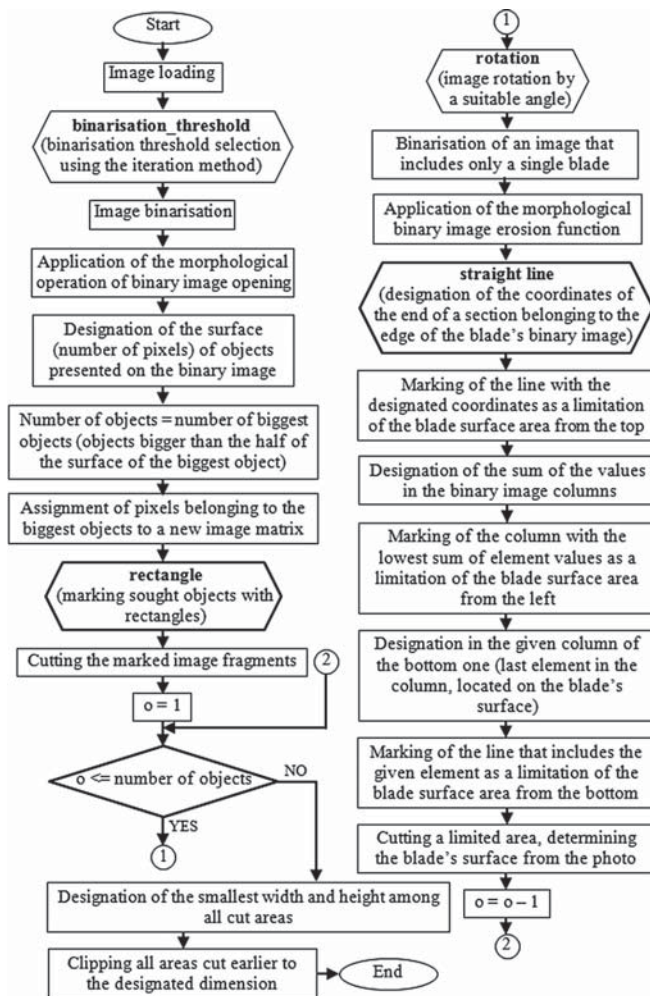 Start
Image loading
binarisation_threshold
(binarisation threshold selection
using the iteration method)
Image binarisation
Application of the morphological
operation of binary image opening
Designation of the surface
(number of pixels) of objects
presented on the binary image
Number of objects = number of biggest
objects (objects bigger than the half of
the surface of the biggest object)
Assignment of pixels belonging to the
biggest objects to a new image matrix
rectangle
(marking sought objects with
rectangles)
Cutting the marked image fragments
2
o = 1
o <= number of objects
NO
YES
1
Designation of the smallest width and height among
all cut areas
Clipping all areas cut earlier to
the designated dimension
End
1
rotation
(image rotation by
a suitable angle)
Binarisation of an image that
includes only a single blade
Application of the morphological
binary image erosion function
straight line
(designation of the coordinates of
the end of a section belonging to the
edge of the blade's binary image)
Marking of the line with the
designated coordinates as a limitation
of the blade surface area from the top
Designation of the sum of the values
in the binary image columns
Marking of the column with the
lowest sum of element values as a
limitation of the blade surface area
from the left
Designation in the given column of
the bottom one (last element in the
column, located on the blade's
surface)
Marking of the line that includes the
given element as a limitation of the
blade surface area from the bottom
Cutting a limited area, determining
the blade's surface from the photo
o = o – 1
2